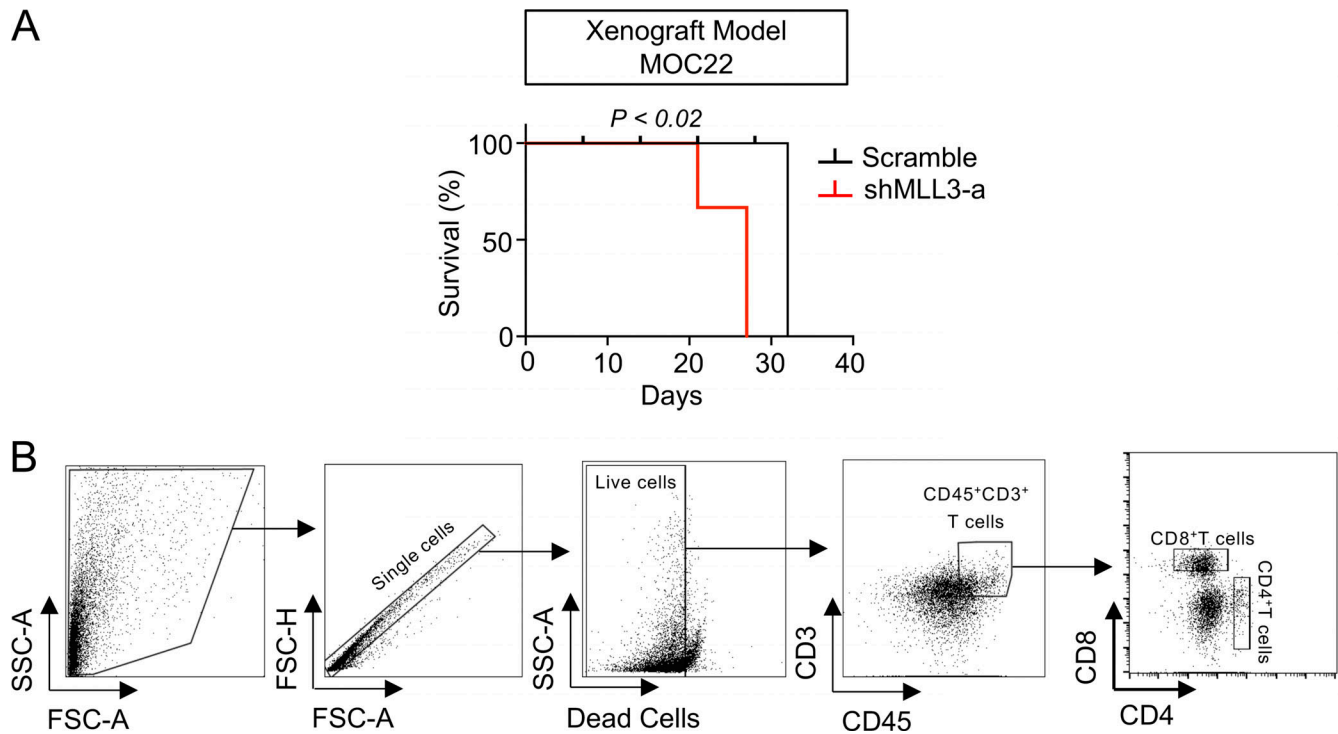 A
Xenograft Model
MOC22
P < 0.02
100
50
0
Survival (%)
0 10 20 30 40
Days
Scramble
shMLL3-a
B
SSC-A
FSC-A
Single cells
FSC-H
FSC-A
Live cells
SSC-A
Dead Cells
CD45⁺CD3⁺
T cells
CD3
CD45
CD8⁺T cells
CD4⁺T cells
CD8
CD4